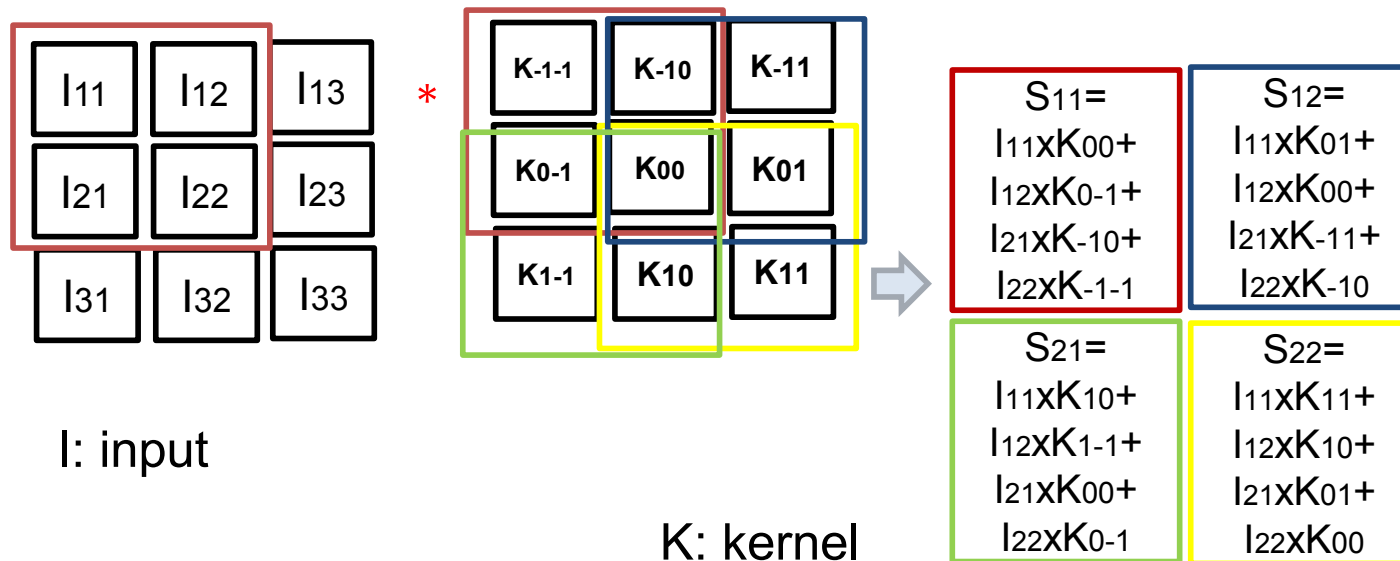 I11 I12 I13
I21 I22 I23
I31 I32 I33
I: input
*
K-1-1 K-10 K-11
K0-1 K00 K01
K1-1 K10 K11
K: kernel
S11=
I11xK00+
I12xK0-1+
I21xK-10+
I22xK-1-1
S12=
I11xK01+
I12xK00+
I21xK-11+
I22xK-10
S21=
I11xK10+
I12xK1-1+
I21xK00+
I22xK0-1
S22=
I11xK11+
I12xK10+
I21xK01+
I22xK00